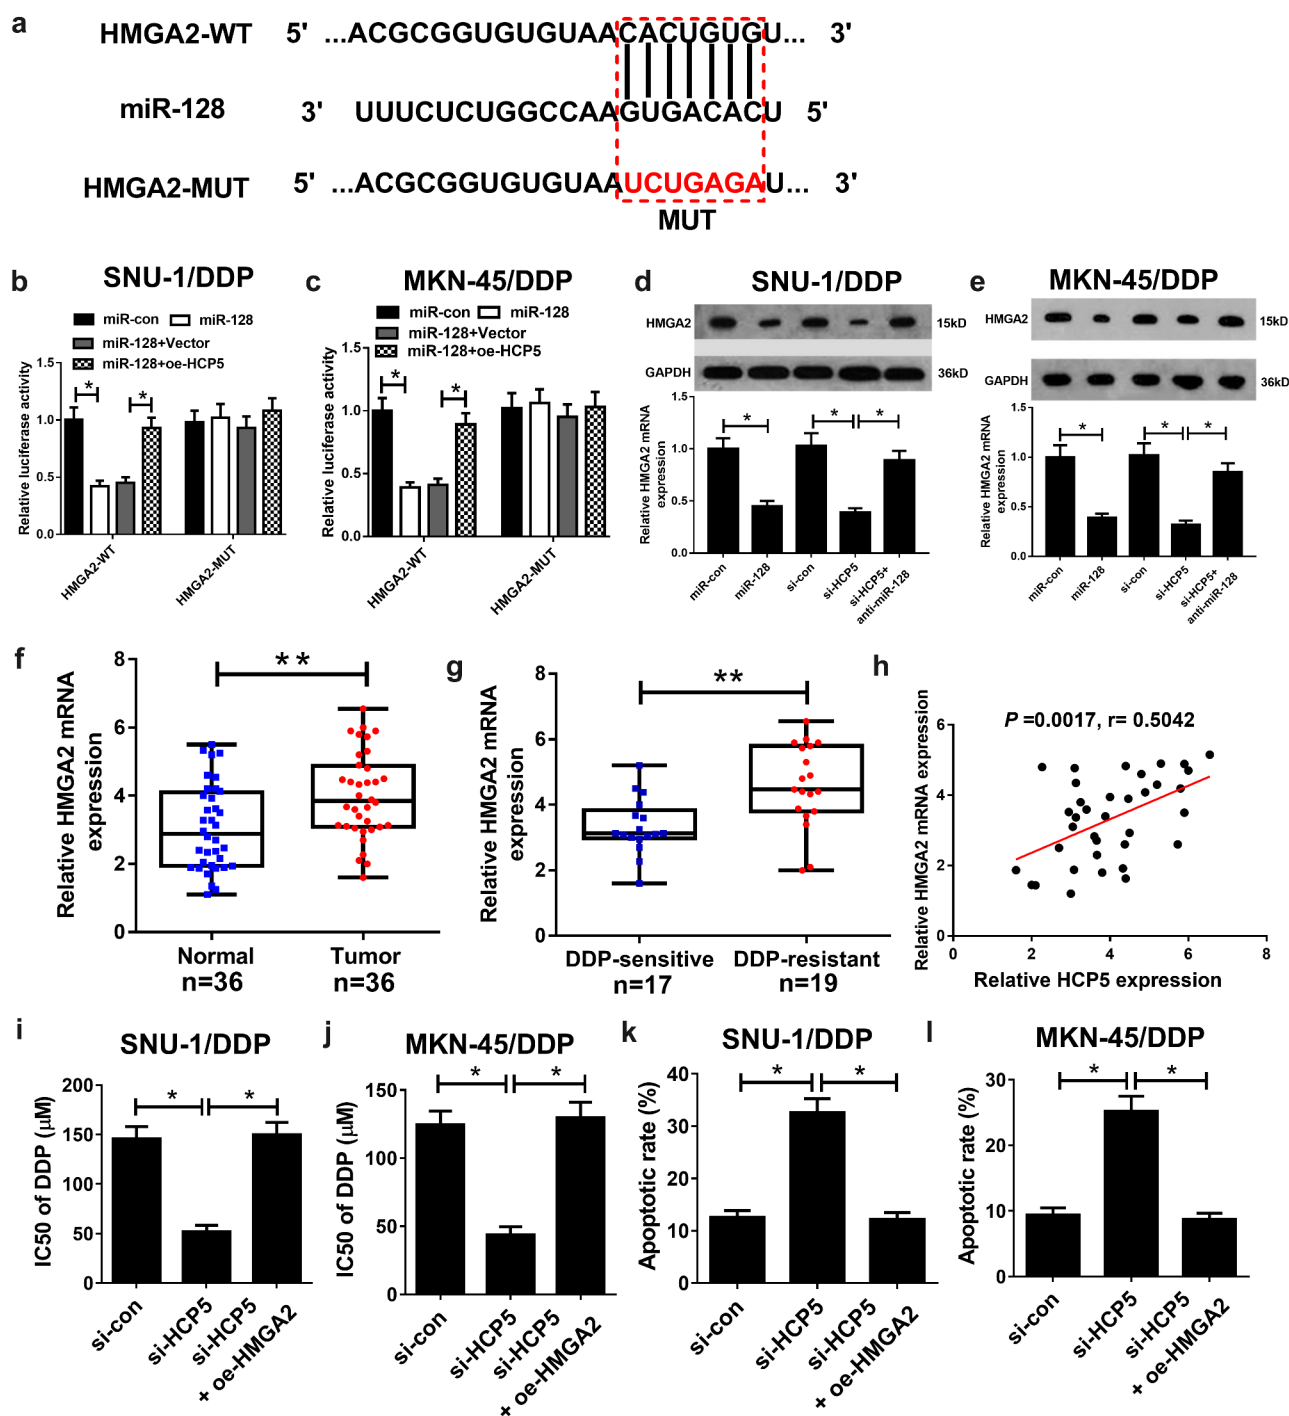 a
HMGA2-WT 5' ...ACGCGGUGUGUAACACUGUGU... 3'
miR-128 3' UUUCUCUGGCCAAGUGACACU 5'
HMGA2-MUT 5' ...ACGCGGUGUGUAAUCUGAGAU... 3'
MUT
b
SNU-1/DDP
miR-con miR-128
miR-128+Vector
miR-128+oe-HCP5
Relative luciferase activity
1.5
1.0
0.5
0.0
* *
HMGA2-WT
HMGA2-MUT
c
MKN-45/DDP
miR-con miR-128
miR-128+Vector
miR-128+oe-HCP5
Relative luciferase activity
1.5
1.0
0.5
0.0
* *
HMGA2-WT
HMGA2-MUT
d
SNU-1/DDP
HMGA2 15kD
GAPDH 36kD
Relative HMGA2 mRNA
expression
1.5
1.0
0.5
0.0
* * *
miR-con
miR-128
si-con
si-HCP5
si-HCP5+
anti-miR-128
e
MKN-45/DDP
HMGA2 15kD
GAPDH 36kD
Relative HMGA2 mRNA
expression
1.5
1.0
0.5
0.0
* * *
miR-con
miR-128
si-con
si-HCP5
si-HCP5+
anti-miR-128
f
Relative HMGA2 mRNA
expression
8
6
4
2
0
**
Normal
n=36
Tumor
n=36
g
Relative HMGA2 mRNA
expression
8
6
4
2
0
**
DDP-sensitive
n=17
DDP-resistant
n=19
h
Relative HMGA2 mRNA expression
6
4
2
0
P =0.0017, r= 0.5042
0 2 4 6 8
Relative HCP5 expression
i
SNU-1/DDP
IC50 of DDP (μM)
200
150
100
50
0
* *
si-con
si-HCP5
si-HCP5
+ oe-HMGA2
j
MKN-45/DDP
IC50 of DDP (μM)
150
100
50
0
* *
si-con
si-HCP5
si-HCP5
+ oe-HMGA2
k
SNU-1/DDP
Apoptotic rate (%)
40
30
20
10
0
* *
si-con
si-HCP5
si-HCP5
+ oe-HMGA2
l
MKN-45/DDP
Apoptotic rate (%)
30
20
10
0
* *
si-con
si-HCP5
si-HCP5
+ oe-HMGA2